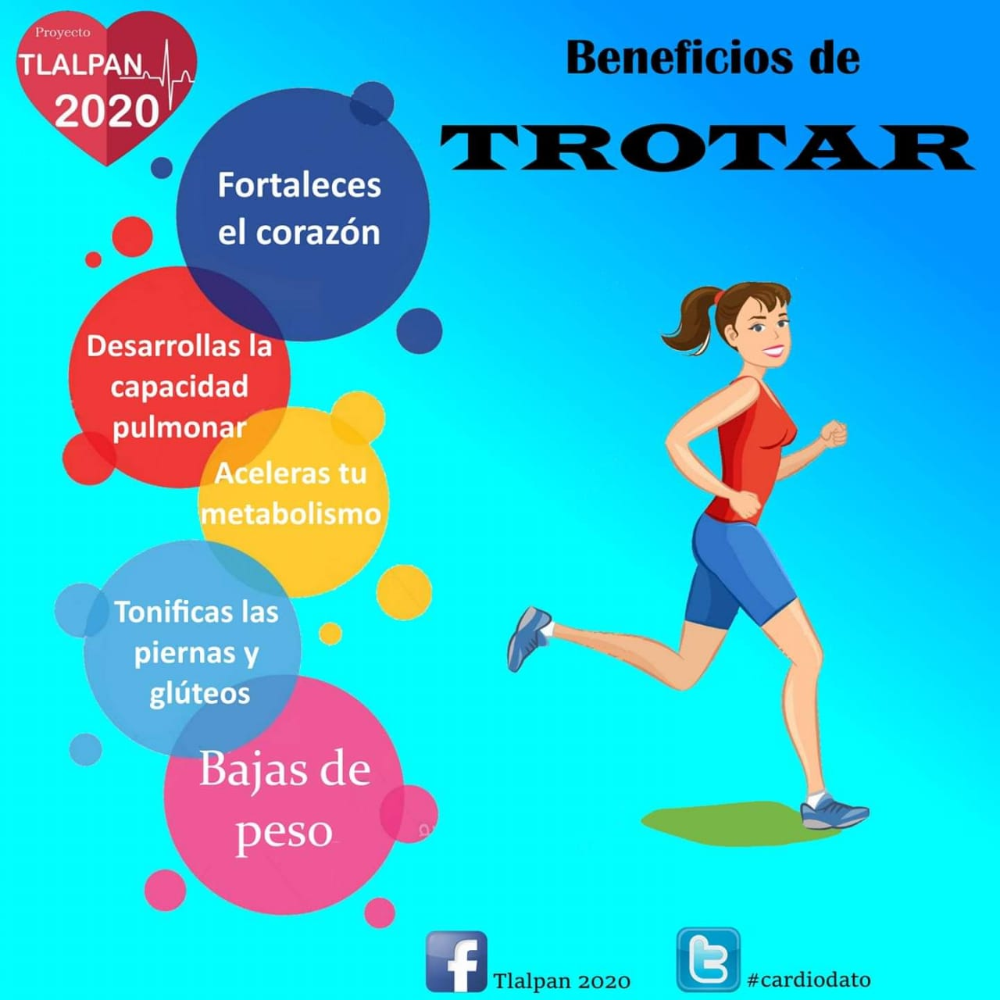 Proyecto
TLALPAN
2020
Beneficios de
TROTAR
Fortaleces
el corazón
Desarrollas la
capacidad
pulmonar
Aceleras tu
metabolismo
Tonificas las
piernas y
glúteos
Bajas de
peso
Tlalpan 2020
#cardiodato